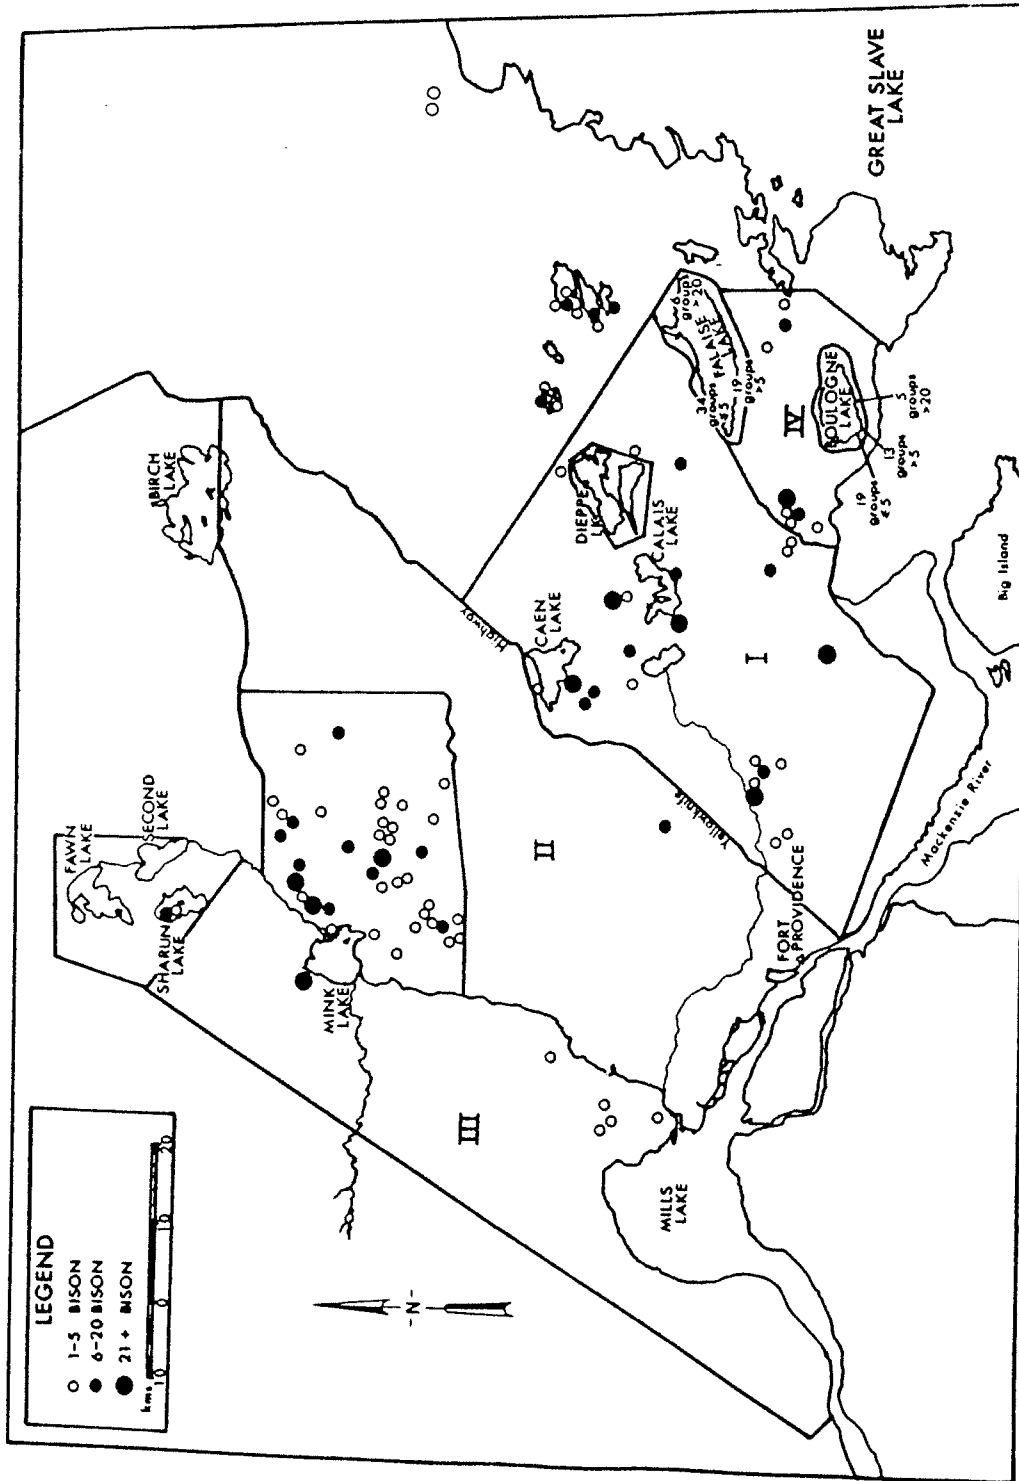 LEGEND
1-5 BISON
6-20 BISON
21+ BISON
kms
10 0 10 20
-N-
FAWN
LAKE
SECOND
LAKE
SHARUN
LAKE
BIRCH
LAKE
MINK
LAKE
III
II
MILLS
LAKE
FORT
PROVIDENCE
Yellowknife
Highway
CAEN
LAKE
DIEPPE
LK
CALAIS
LAKE
I
FALAISE
LAKE
6
groups
>20
34
groups
≤5
19
groups
>5
IV
BOULOGNE
LAKE
19
groups
≤5
13
groups
>5
5
groups
>20
Mackenzie River
Big Island
GREAT SLAVE
LAKE